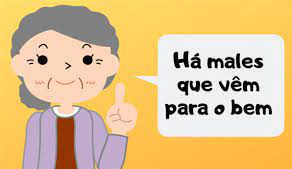 Há males
que vêm
para o bem